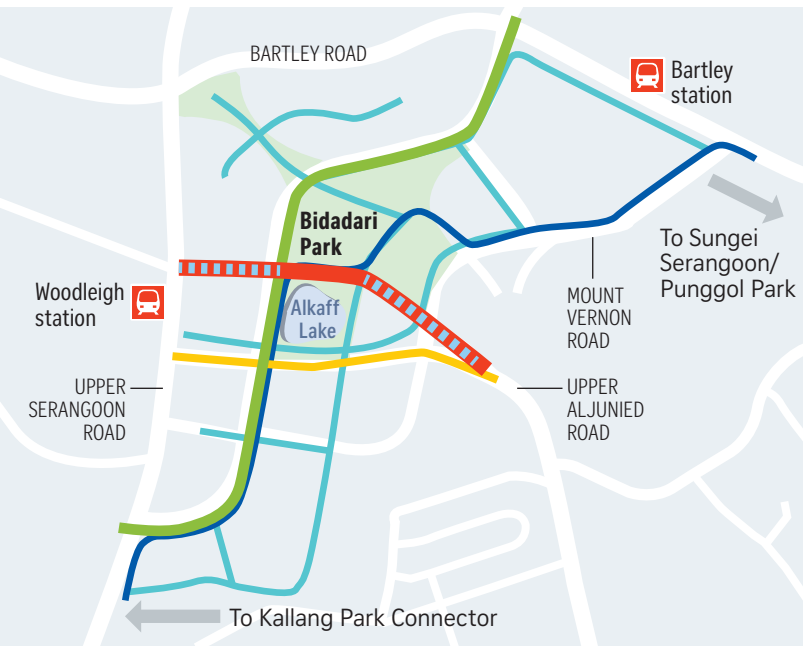 BARTLEY ROAD
Bartley
station
Bidadari
Park
To Sungei
Serangoon/
Punggol Park
Woodleigh
station
Alkaff
Lake
MOUNT
VERNON
ROAD
UPPER
SERANGOON
ROAD
UPPER
ALJUNIED
ROAD
To Kallang Park Connector